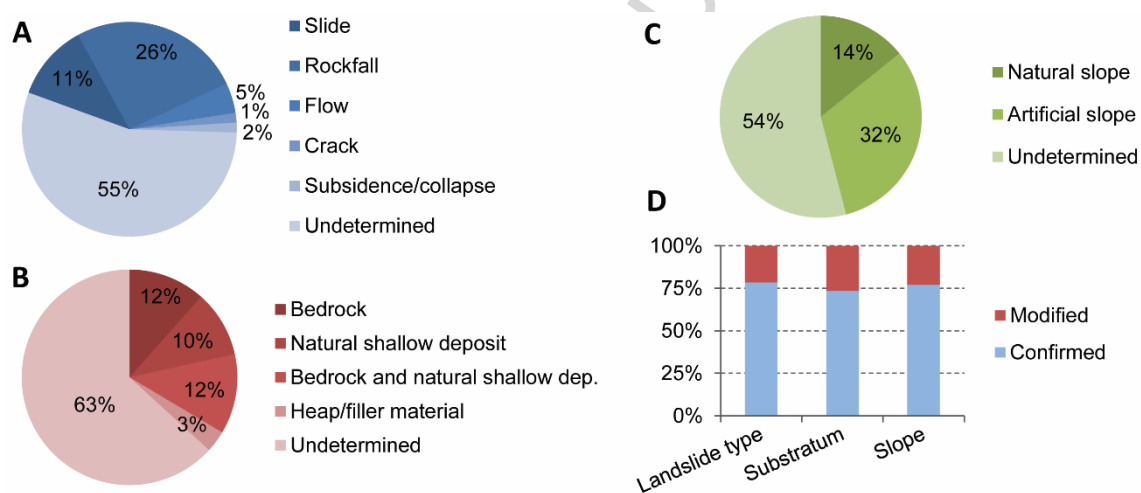 A
11%
26%
5%
1%
2%
55%
Slide
Rockfall
Flow
Crack
Subsidence/collapse
Undetermined
B
12%
10%
12%
3%
63%
Bedrock
Natural shallow deposit
Bedrock and natural shallow dep.
Heap/filler material
Undetermined
C
14%
32%
54%
Natural slope
Artificial slope
Undetermined
D
100%
75%
50%
25%
0%
Landslide type
Substratum
Slope
Modified
Confirmed